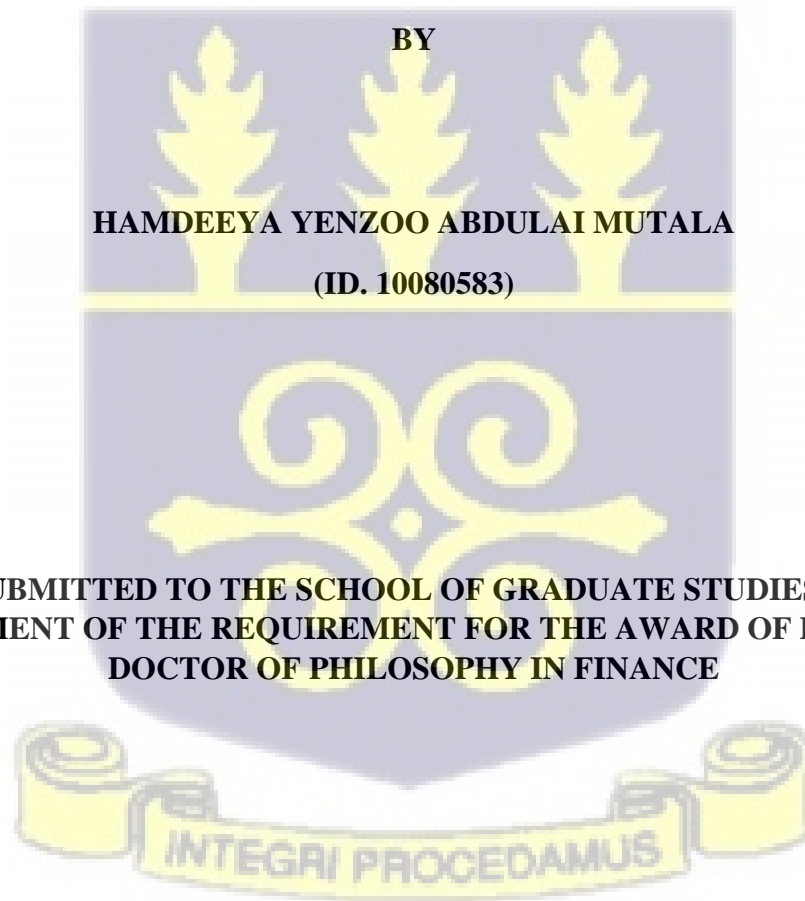 BY
HAMDEEYA YENZOO ABDULAI MUTALA
(ID. 10080583)
UBMITTED TO THE SCHOOL OF GRADUATE STUDIES
MENT OF THE REQUIREMENT FOR THE AWARD OF
DOCTOR OF PHILOSOPHY IN FINANCE
INTEGRI PROCEDAMUS